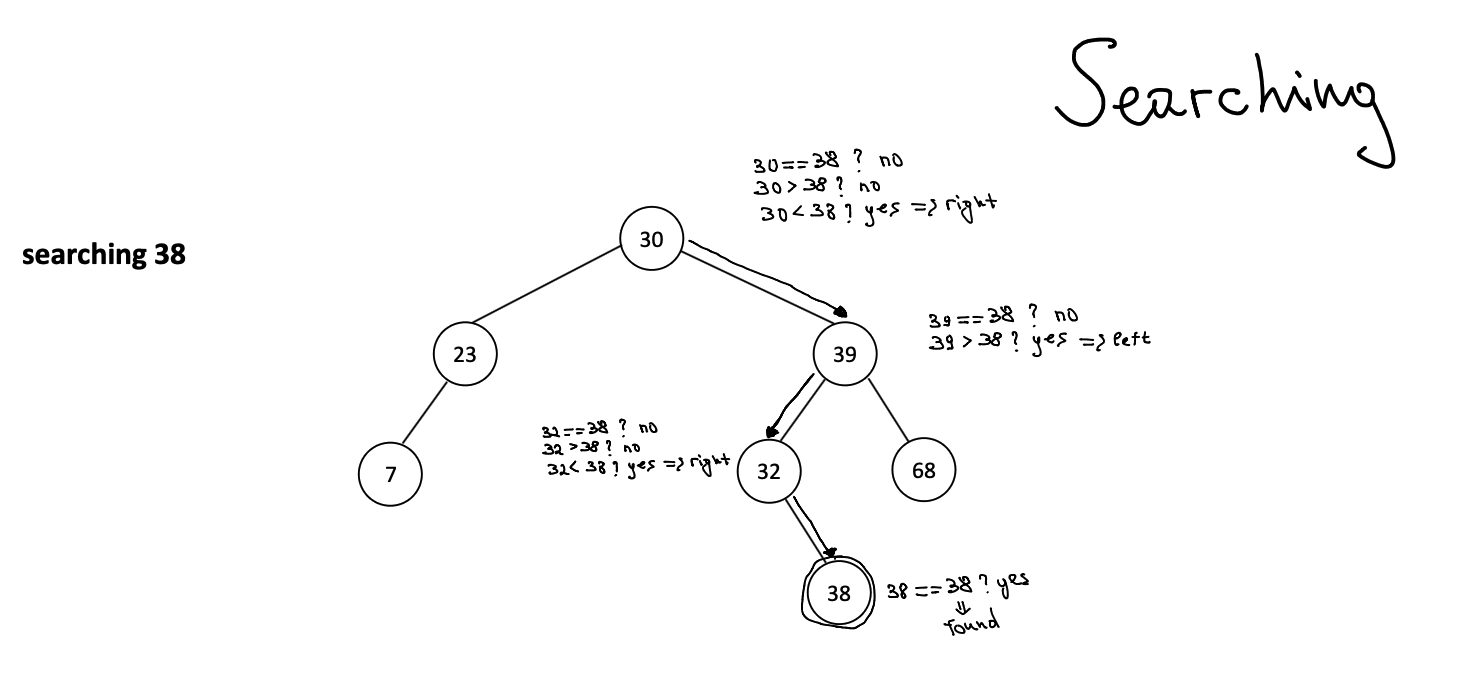 Searching
30==38 ? no
30>38 ? no
30<38 ? yes => right
searching 38
30
39==38 ? no
39>38 ? yes => left
23
39
32==38 ? no
32>38 ? no
32<38 ? yes => right
7
32
68
38
38==38 ? yes
⇓
found